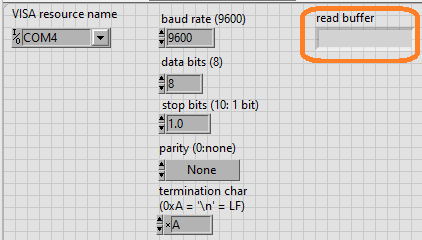 VISA resource name
I/O COM4
baud rate (9600)
9600
data bits (8)
8
stop bits (10: 1 bit)
1.0
parity (0:none)
None
termination char
(0xA = '\n' = LF)
×A
read buffer